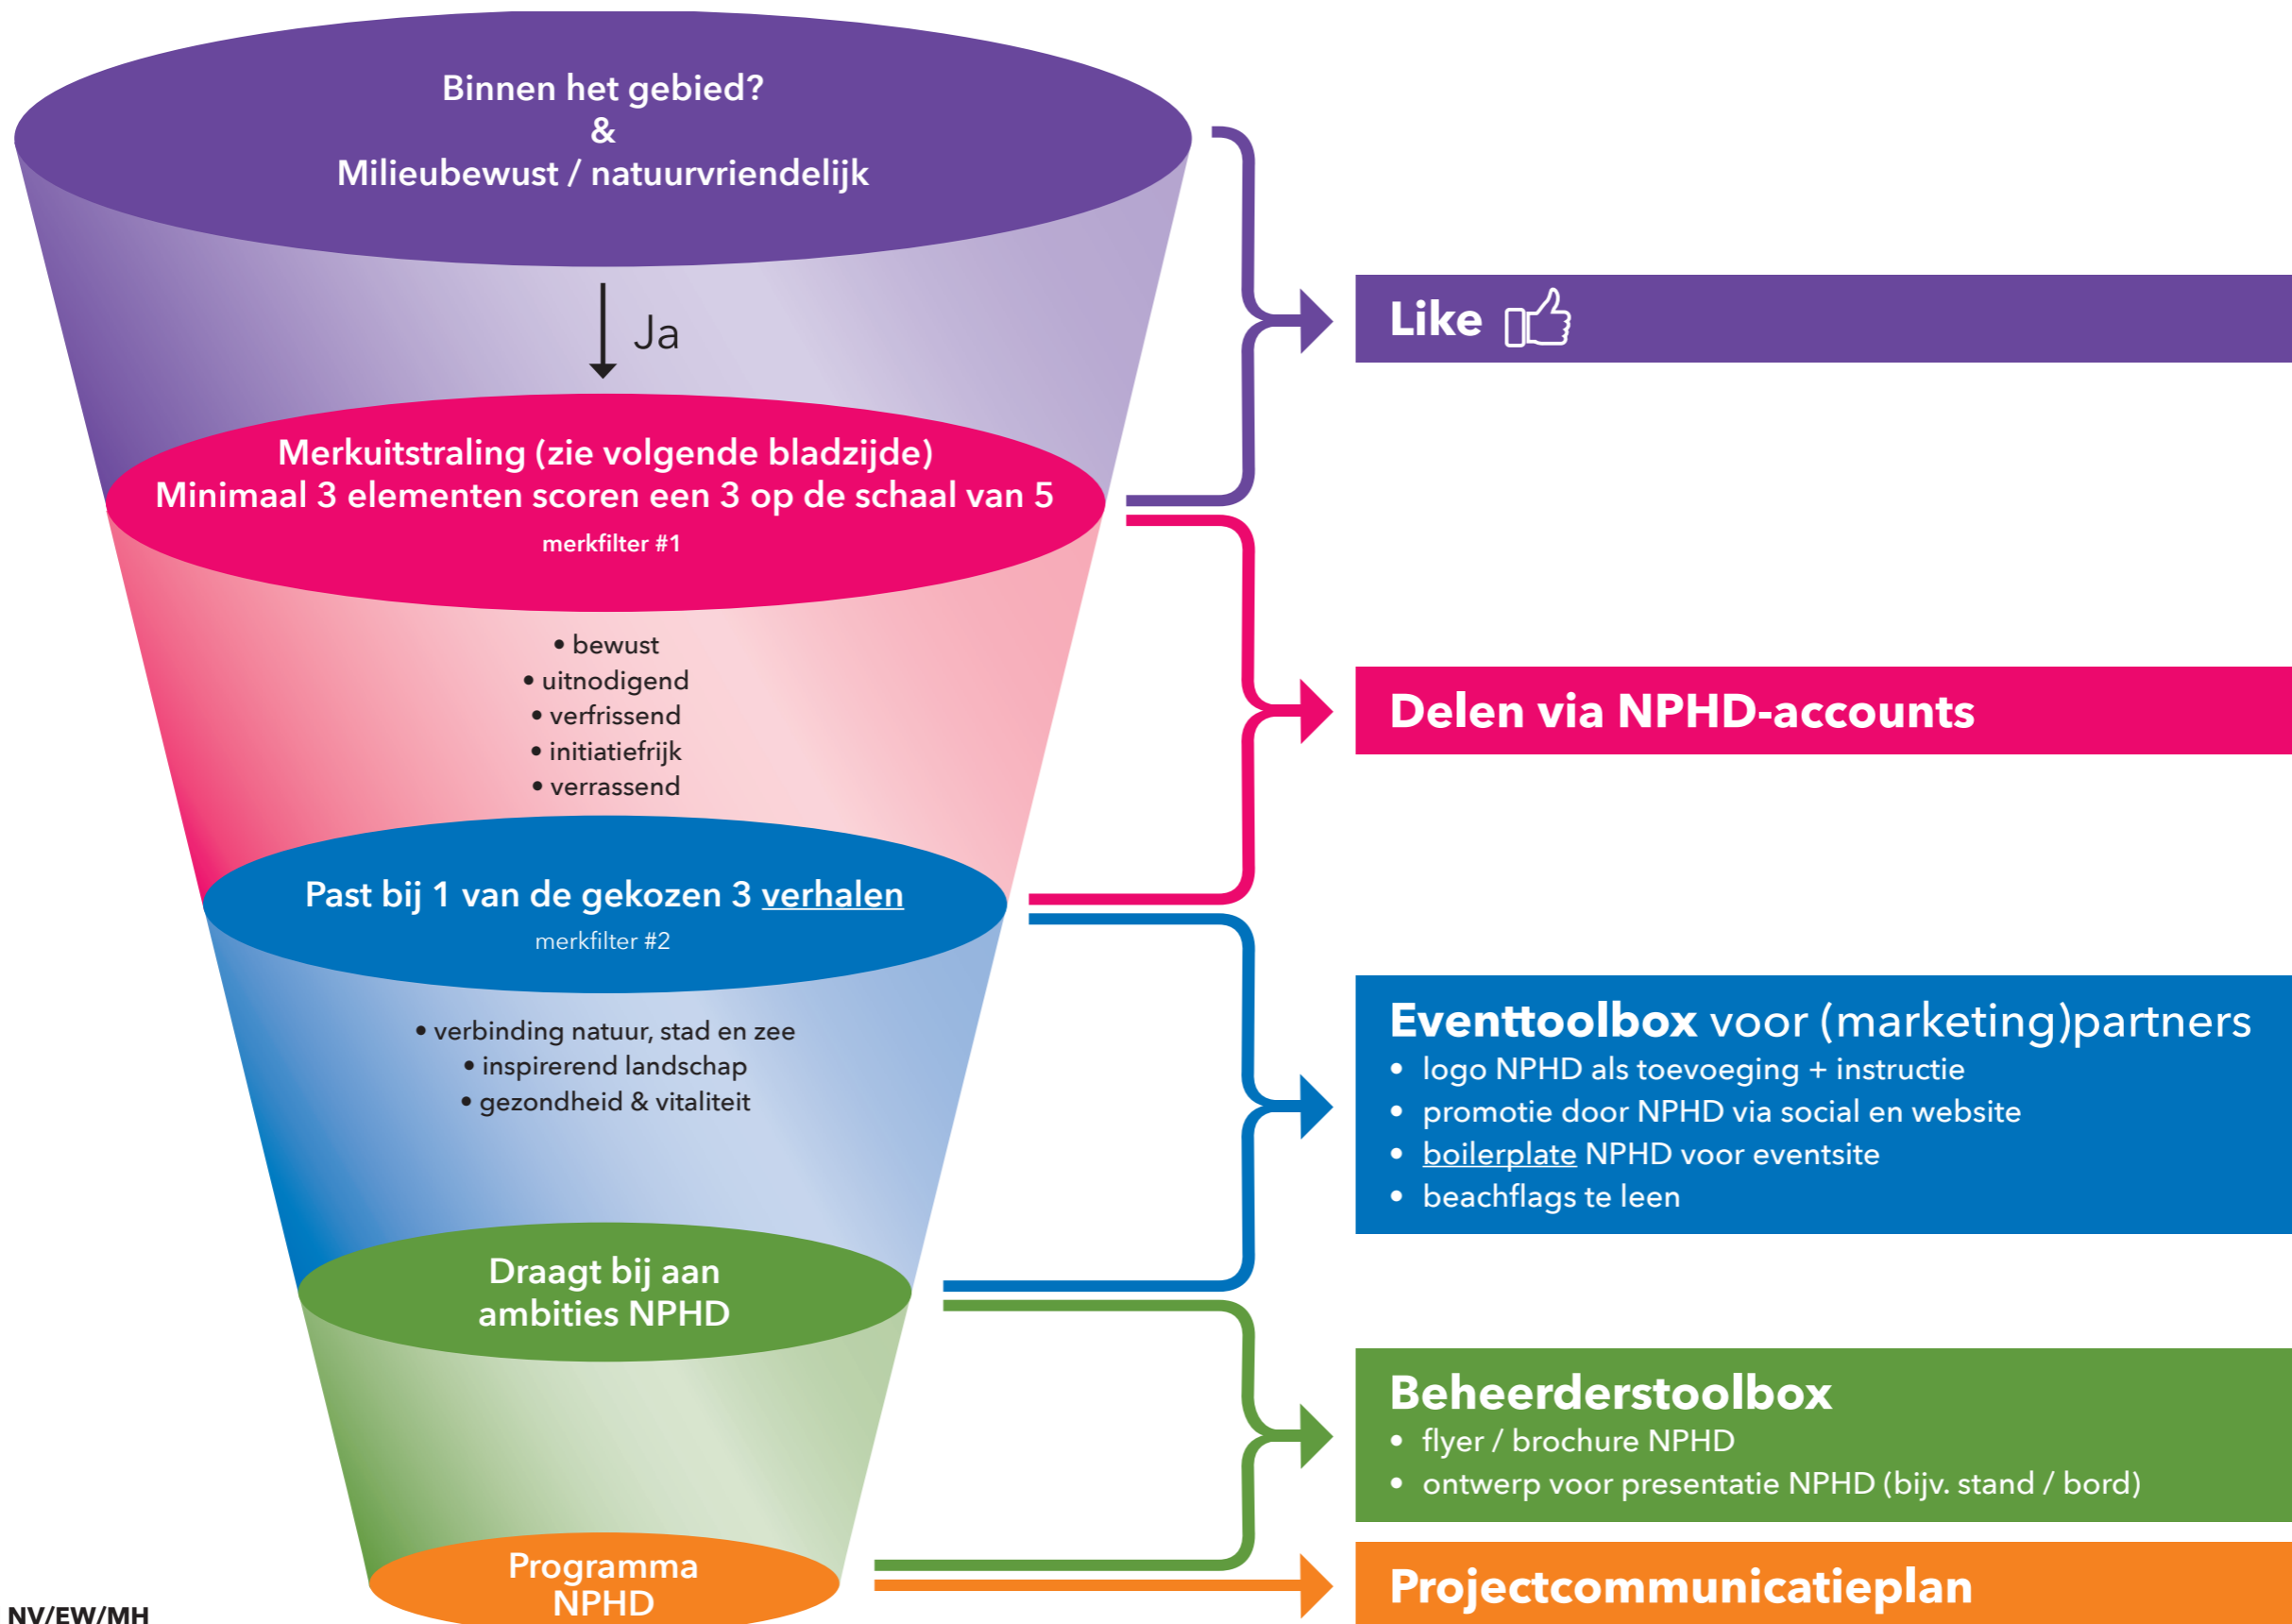 Binnen het gebied?
&
Milieubewust / natuurvriendelijk
Ja
Like
Merkuitstraling (zie volgende bladzijde)
Minimaal 3 elementen scoren een 3 op de schaal van 5
merkfilter #1
• bewust
• uitnodigend
• verfrissend
• initiatiefrijk
• verrassend
Delen via NPHD-accounts
Past bij 1 van de gekozen 3 verhalen
merkfilter #2
• verbinding natuur, stad en zee
• inspirerend landschap
• gezondheid & vitaliteit
Eventtoolbox voor (marketing)partners
• logo NPHD als toevoeging + instructie
• promotie door NPHD via social en website
• boilerplate NPHD voor eventsite
• beachflags te leen
Draagt bij aan
ambities NPHD
Beheerderstoolbox
• flyer / brochure NPHD
• ontwerp voor presentatie NPHD (bijv. stand / bord)
Programma
NPHD
Projectcommunicatieplan
NV/EW/MH